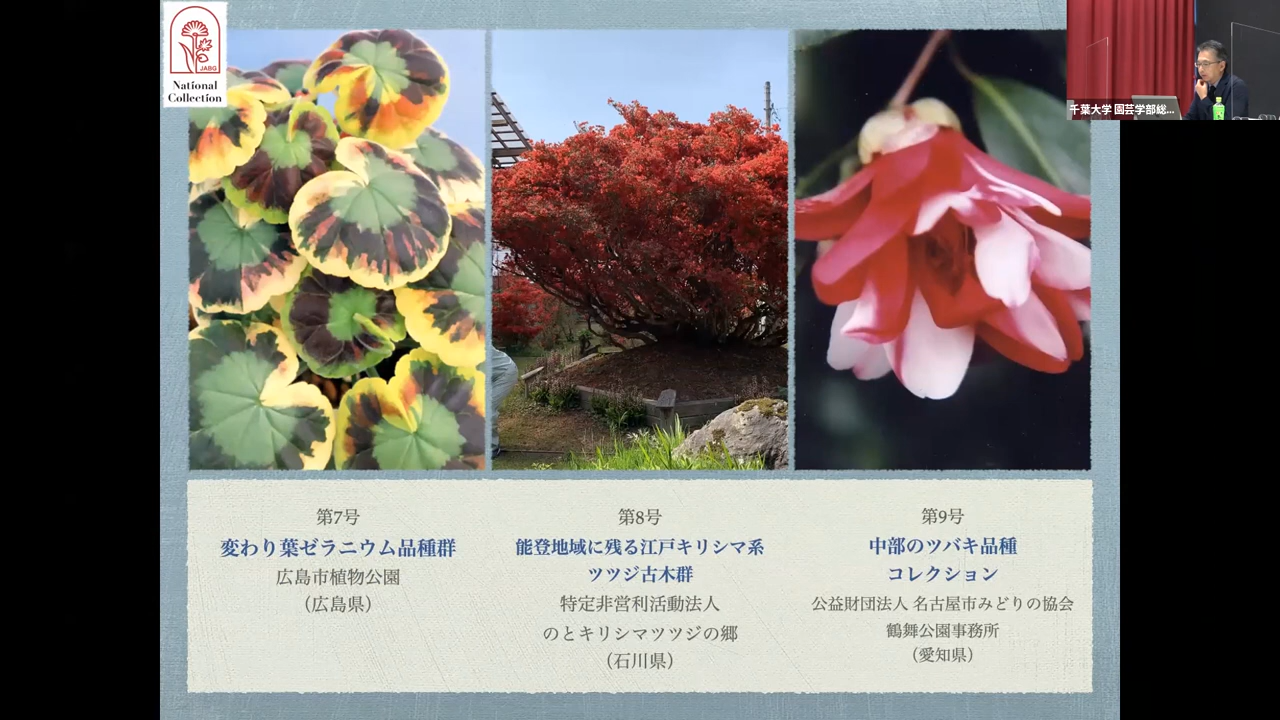 JABG
National
Collection
千葉大学 園芸学部総...
第7号
変わり葉ゼラニウム品種群
広島市植物公園
（広島県）
第8号
能登地域に残る江戸キリシマ系
ツツジ古木群
特定非営利活動法人
のとキリシマツツジの郷
（石川県）
第9号
中部のツバキ品種
コレクション
公益財団法人 名古屋市みどりの協会
鶴舞公園事務所
（愛知県）